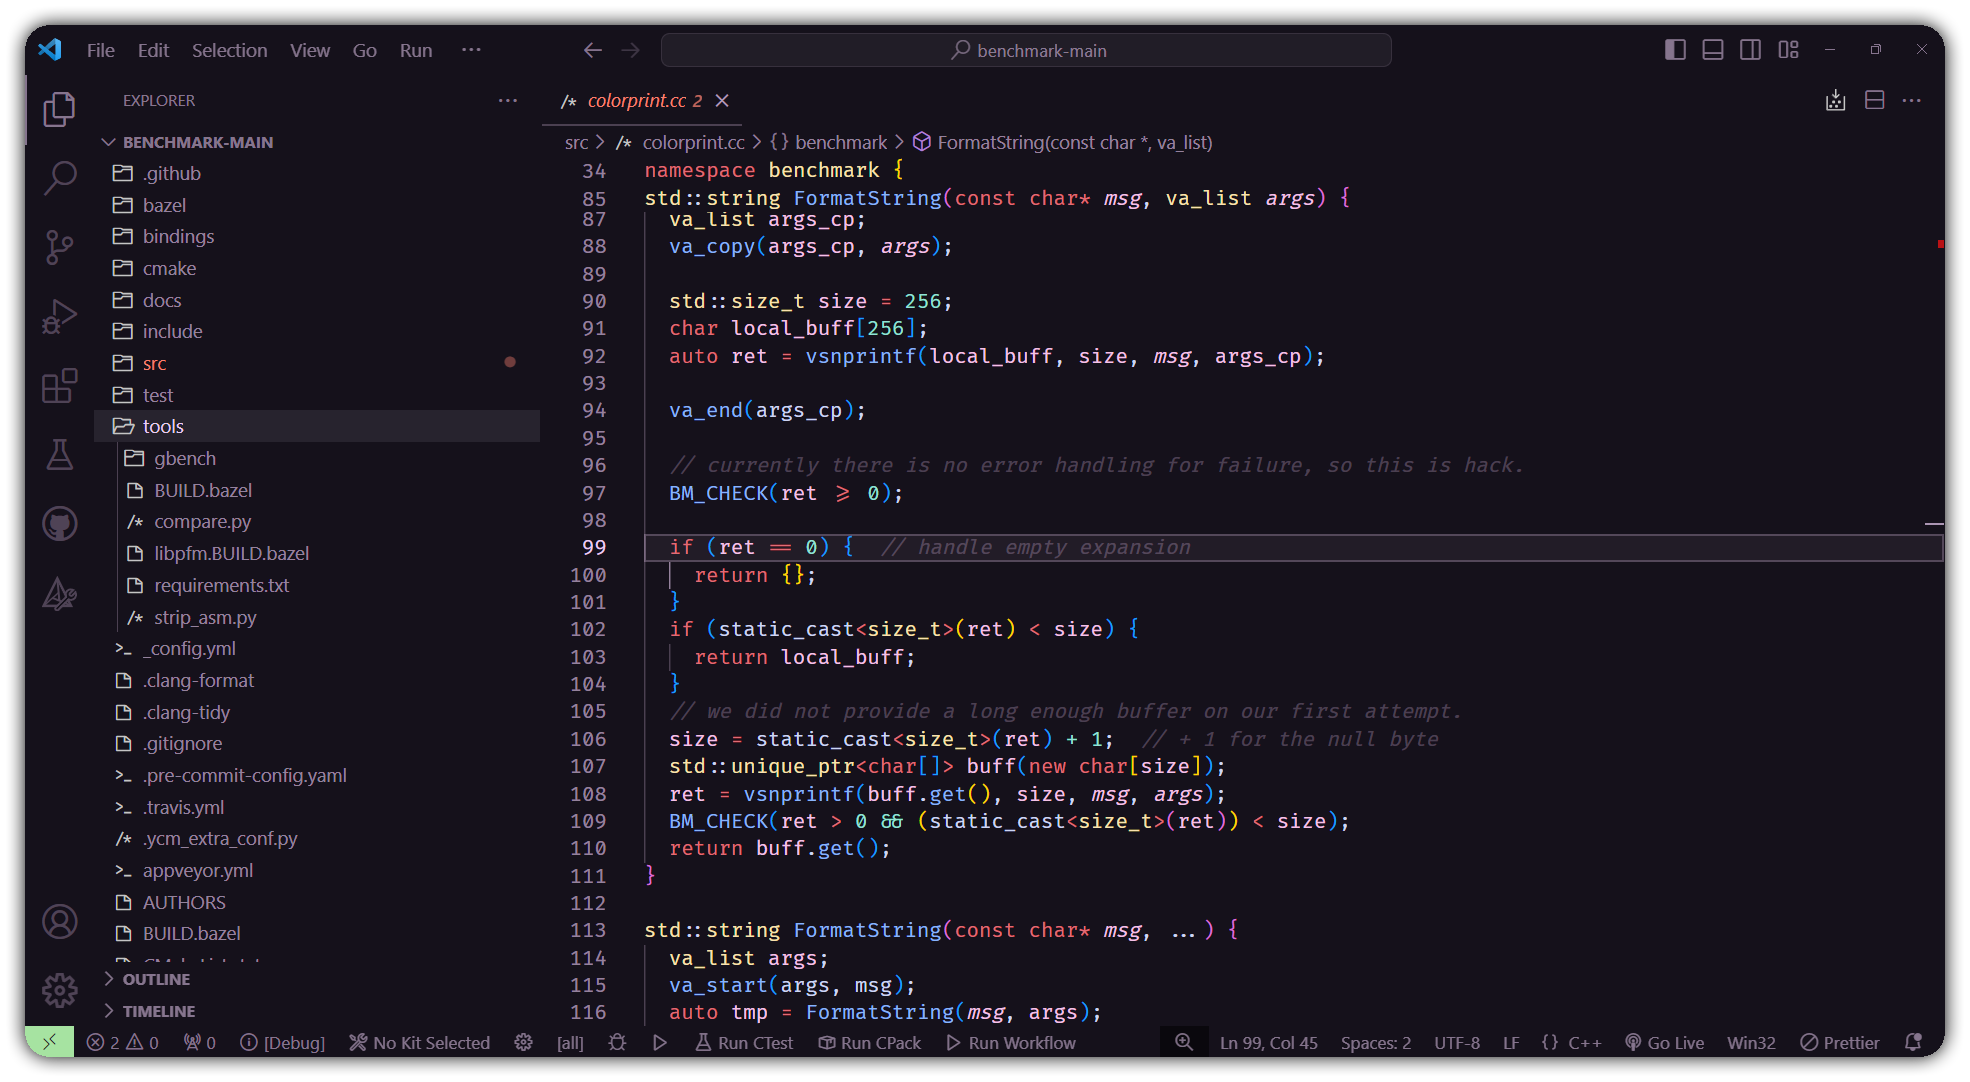 File Edit Selection View Go Run ···
benchmark-main
EXPLORER ···
BENCHMARK-MAIN
.github
bazel
bindings
cmake
docs
include
src
test
tools
gbench
BUILD.bazel
/* compare.py
libpfm.BUILD.bazel
requirements.txt
/* strip_asm.py
>_ _config.yml
.clang-format
.clang-tidy
.gitignore
>_ .pre-commit-config.yaml
>_ .travis.yml
/* .ycm_extra_conf.py
>_ appveyor.yml
AUTHORS
BUILD.bazel
OUTLINE
TIMELINE
/* colorprint.cc 2
src > /* colorprint.cc > {} benchmark > FormatString(const char *, va_list)
34 namespace benchmark {
85 std::string FormatString(const char* msg, va_list args) {
87   va_list args_cp;
88   va_copy(args_cp, args);
89
90   std::size_t size = 256;
91   char local_buff[256];
92   auto ret = vsnprintf(local_buff, size, msg, args_cp);
93
94   va_end(args_cp);
95
96   // currently there is no error handling for failure, so this is hack.
97   BM_CHECK(ret >= 0);
98
99   if (ret == 0) {  // handle empty expansion
100     return {};
101   }
102   if (static_cast<size_t>(ret) < size) {
103     return local_buff;
104   }
105   // we did not provide a long enough buffer on our first attempt.
106   size = static_cast<size_t>(ret) + 1;  // + 1 for the null byte
107   std::unique_ptr<char[]> buff(new char[size]);
108   ret = vsnprintf(buff.get(), size, msg, args);
109   BM_CHECK(ret > 0 && (static_cast<size_t>(ret)) < size);
110   return buff.get();
111 }
112
113 std::string FormatString(const char* msg, ...) {
114   va_list args;
115   va_start(args, msg);
116   auto tmp = FormatString(msg, args);
2 0 0 [Debug] No Kit Selected [all] Run CTest Run CPack Run Workflow Ln 99, Col 45 Spaces: 2 UTF-8 LF {} C++ Go Live Win32 Prettier